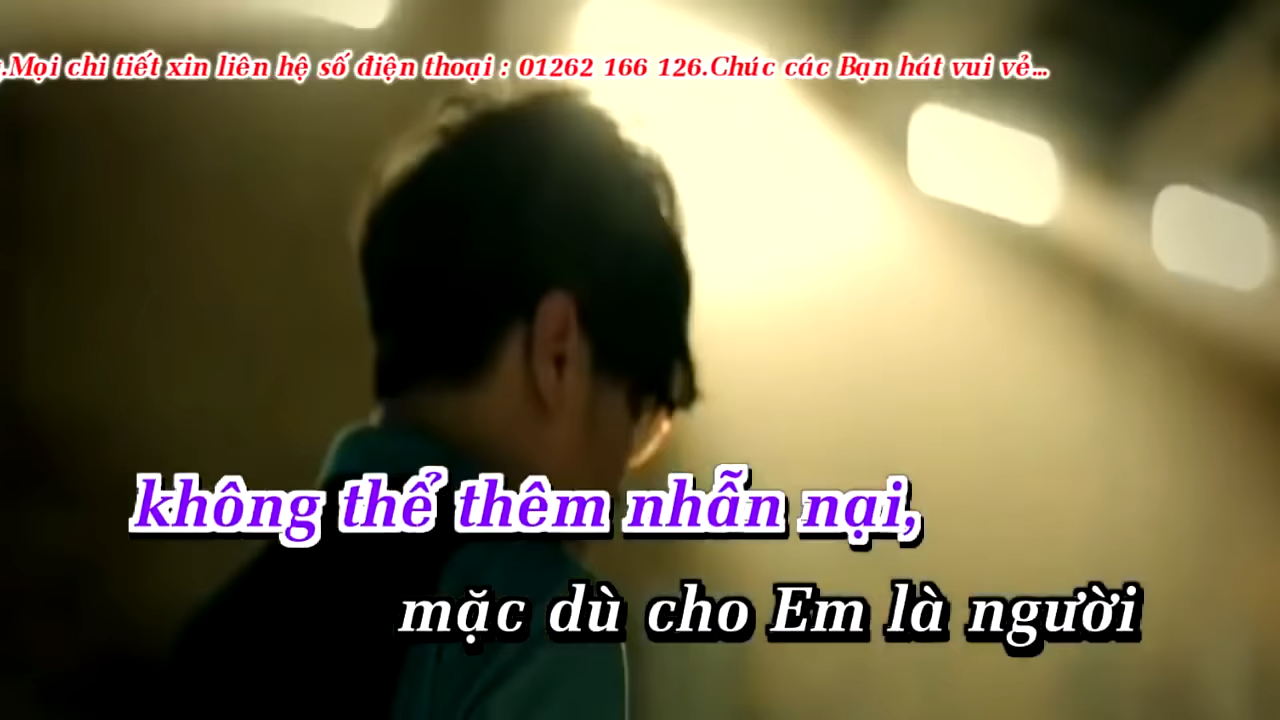 .Mọi chi tiết xin liên hệ số điện thoại : 01262 166 126.Chúc các Bạn hát vui vẻ...
không thể thêm nhẫn nại,
mặc dù cho Em là người